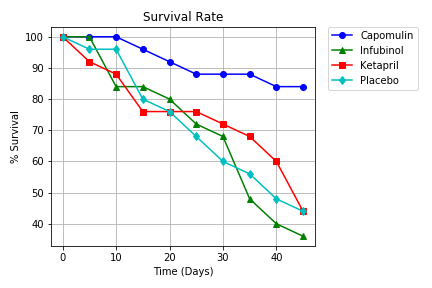 Survival Rate
% Survival
100
90
80
70
60
50
40
0
10
20
30
40
Time (Days)
Capomulin
Infubinol
Ketapril
Placebo